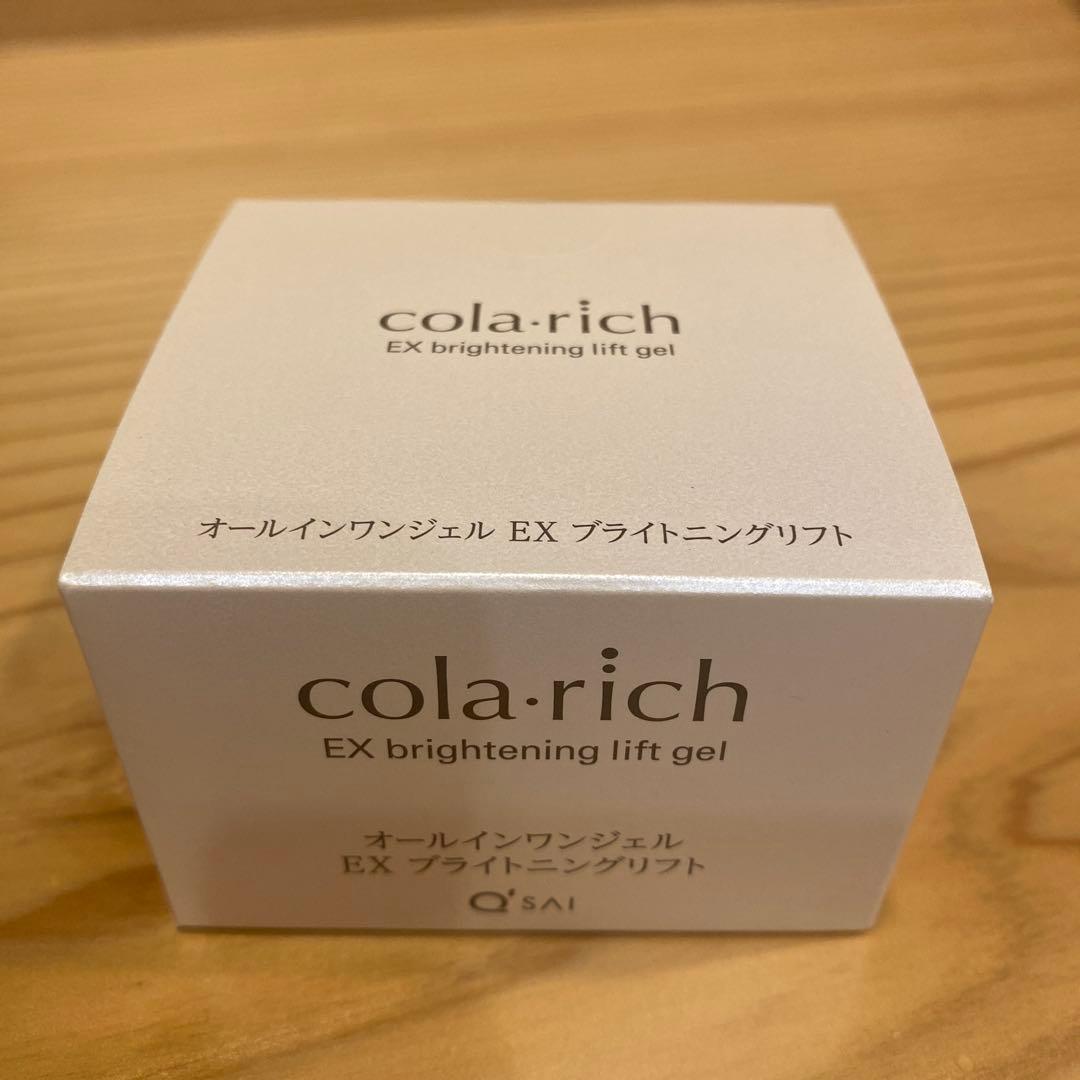 cola·rich
EX brightening lift gel
オールインワンジェル EX ブライトニングリフト
cola·rich
EX brightening lift gel
オールインワンジェル
EX ブライトニングリフト
Q'SAI